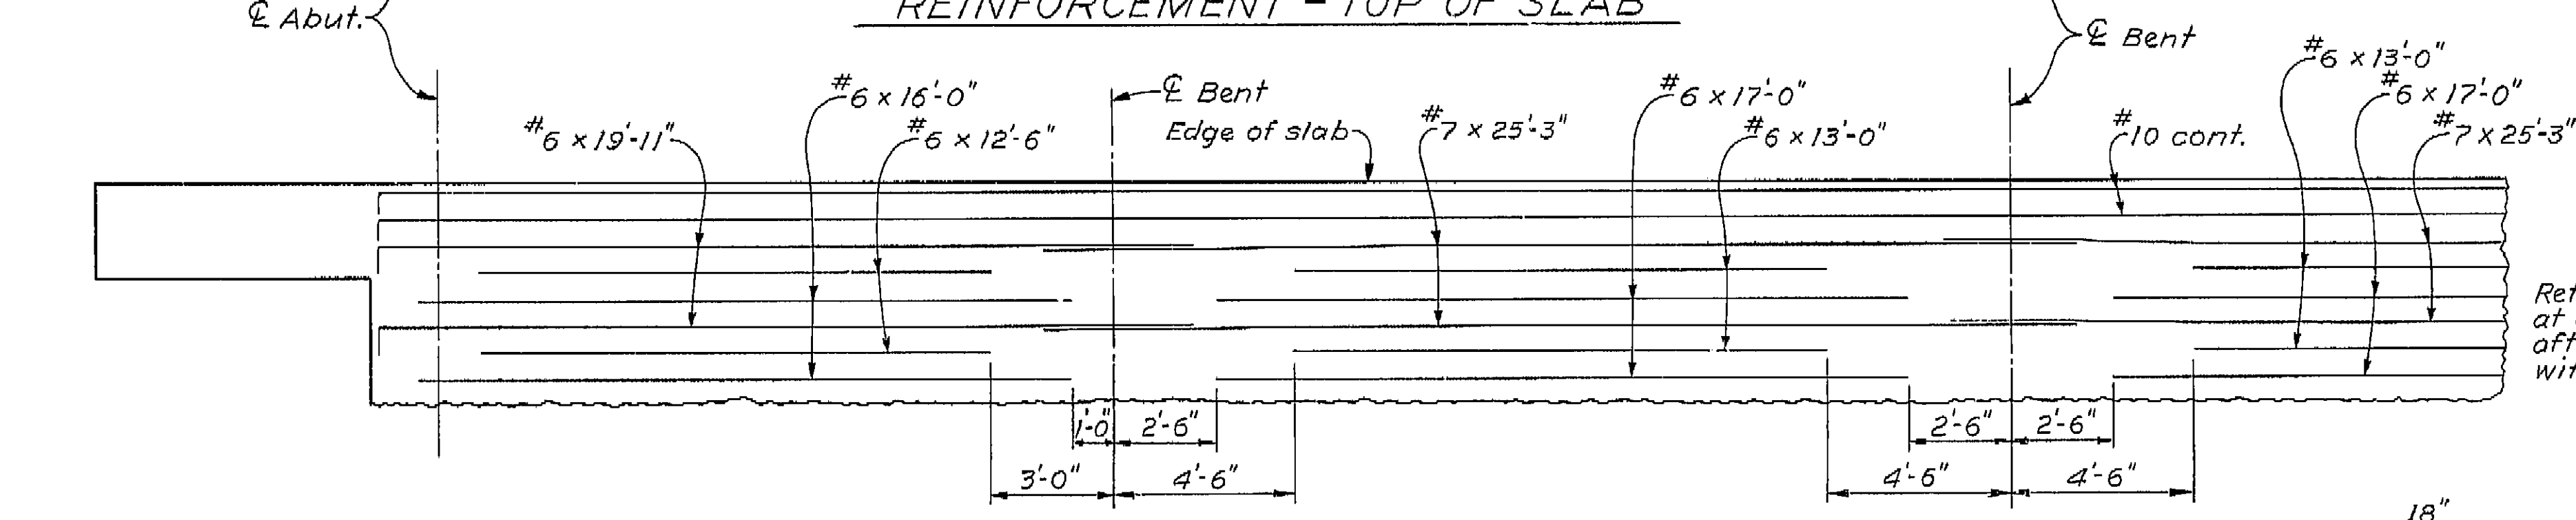 REINFORCEMENT - TOP OF SLAB
℄ Abut.
℄ Bent
#6 x 13'-0"
#6 x 16'-0"
℄ Bent
#6 x 17'-0"
#6 x 17'-0"
#6 x 19'-11"
#6 x 12'-6"
Edge of slab
#7 x 25'-3"
#6 x 13'-0"
#10 cont.
#7 x 25'-3"
at
1'-0"
2'-6"
2'-6"
2'-6"
3'-0"
4'-6"
4'-6"
4'-6"
18"